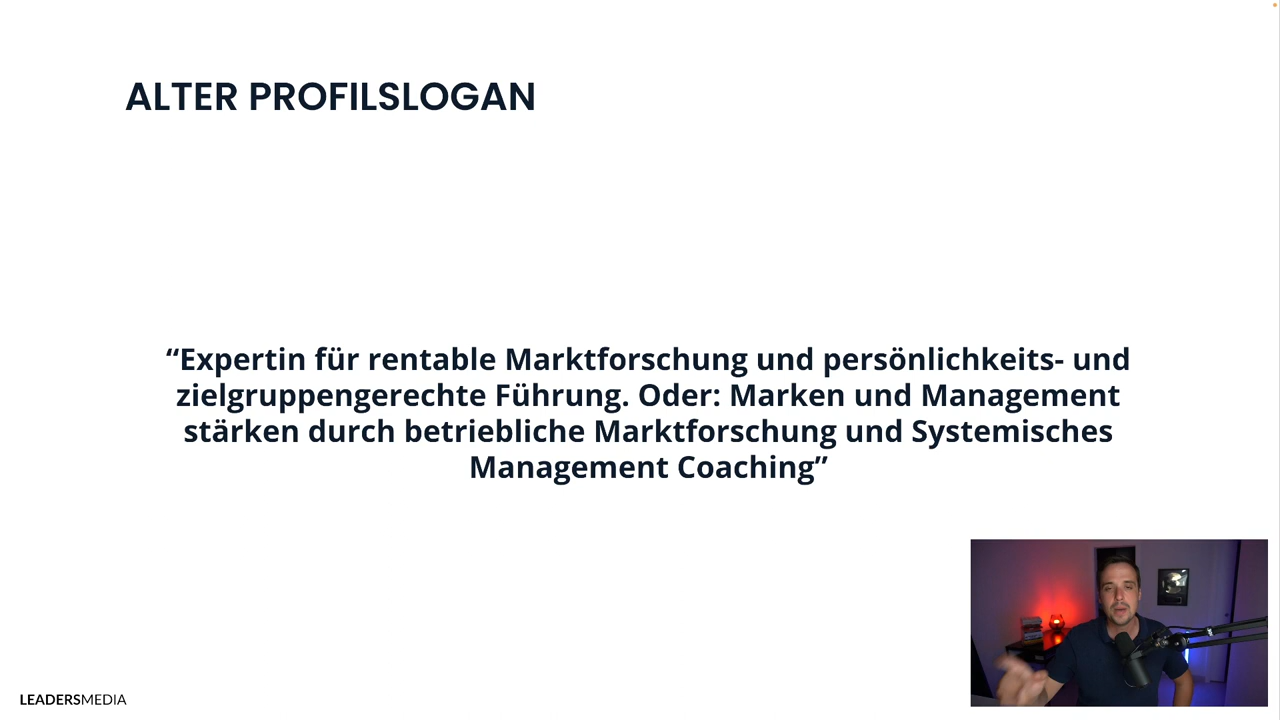 ALTER PROFILSLOGAN
“Expertin für rentable Marktforschung und persönlichkeits- und
zielgruppengerechte Führung. Oder: Marken und Management
stärken durch betriebliche Marktforschung und Systemisches
Management Coaching”
LEADERSMEDIA